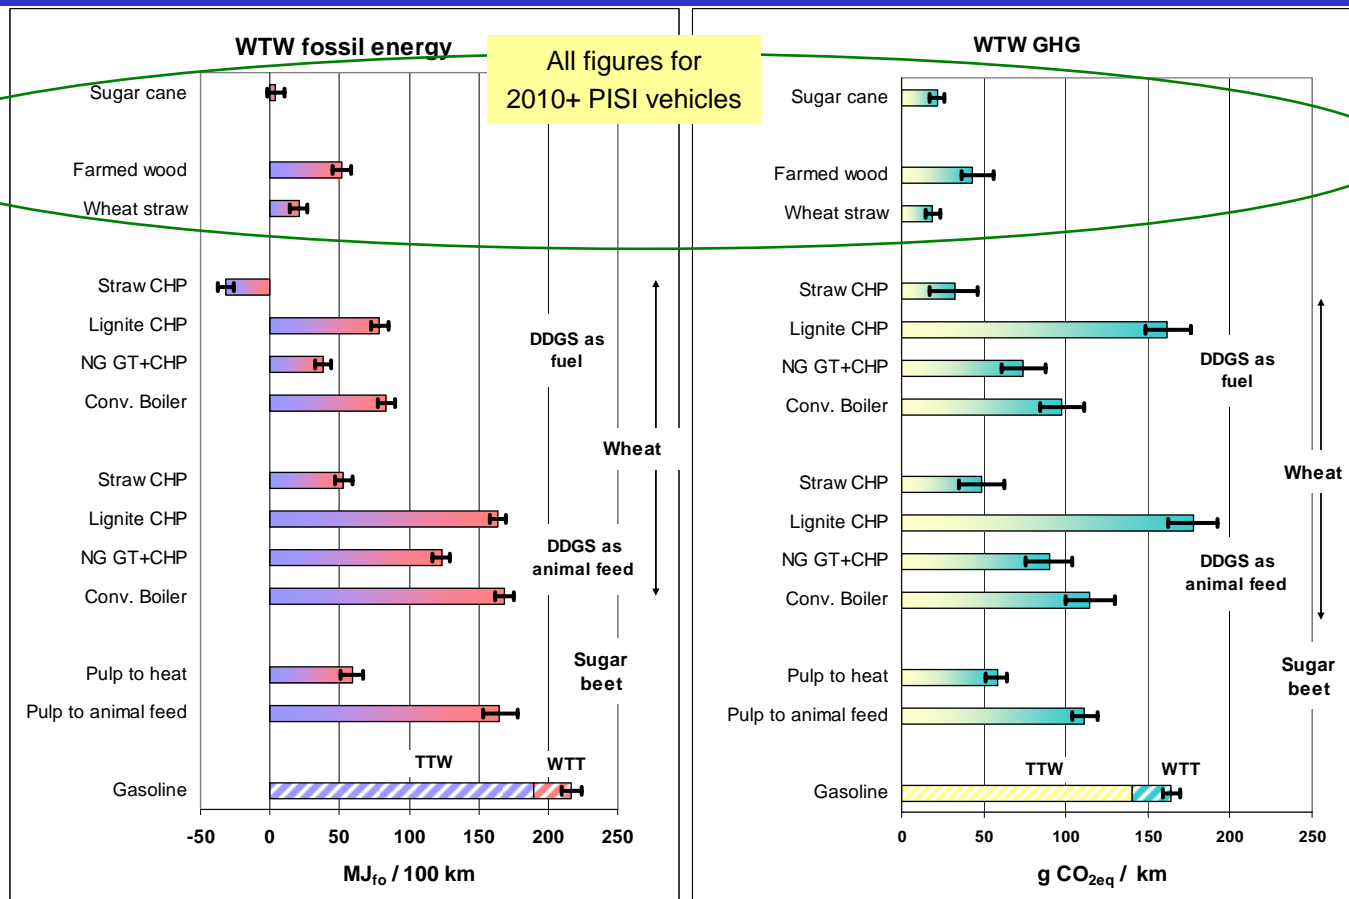 WTW fossil energy
All figures for
2010+ PISI vehicles
Sugar cane
Farmed wood
Wheat straw
Straw CHP
Lignite CHP
NG GT+CHP
Conv. Boiler
DDGS as
fuel
Wheat
Straw CHP
Lignite CHP
NG GT+CHP
Conv. Boiler
DDGS as
animal feed
Pulp to heat
Pulp to animal feed
Sugar
beet
TTW WTT
Gasoline
-50 0 50 100 150 200 250
MJfo / 100 km
WTW GHG
Sugar cane
Farmed wood
Wheat straw
Straw CHP
Lignite CHP
NG GT+CHP
Conv. Boiler
DDGS as
fuel
Wheat
Straw CHP
Lignite CHP
NG GT+CHP
Conv. Boiler
DDGS as
animal feed
Pulp to heat
Pulp to animal feed
Sugar
beet
TTW WTT
Gasoline
0 50 100 150 200 250
g CO2eq / km